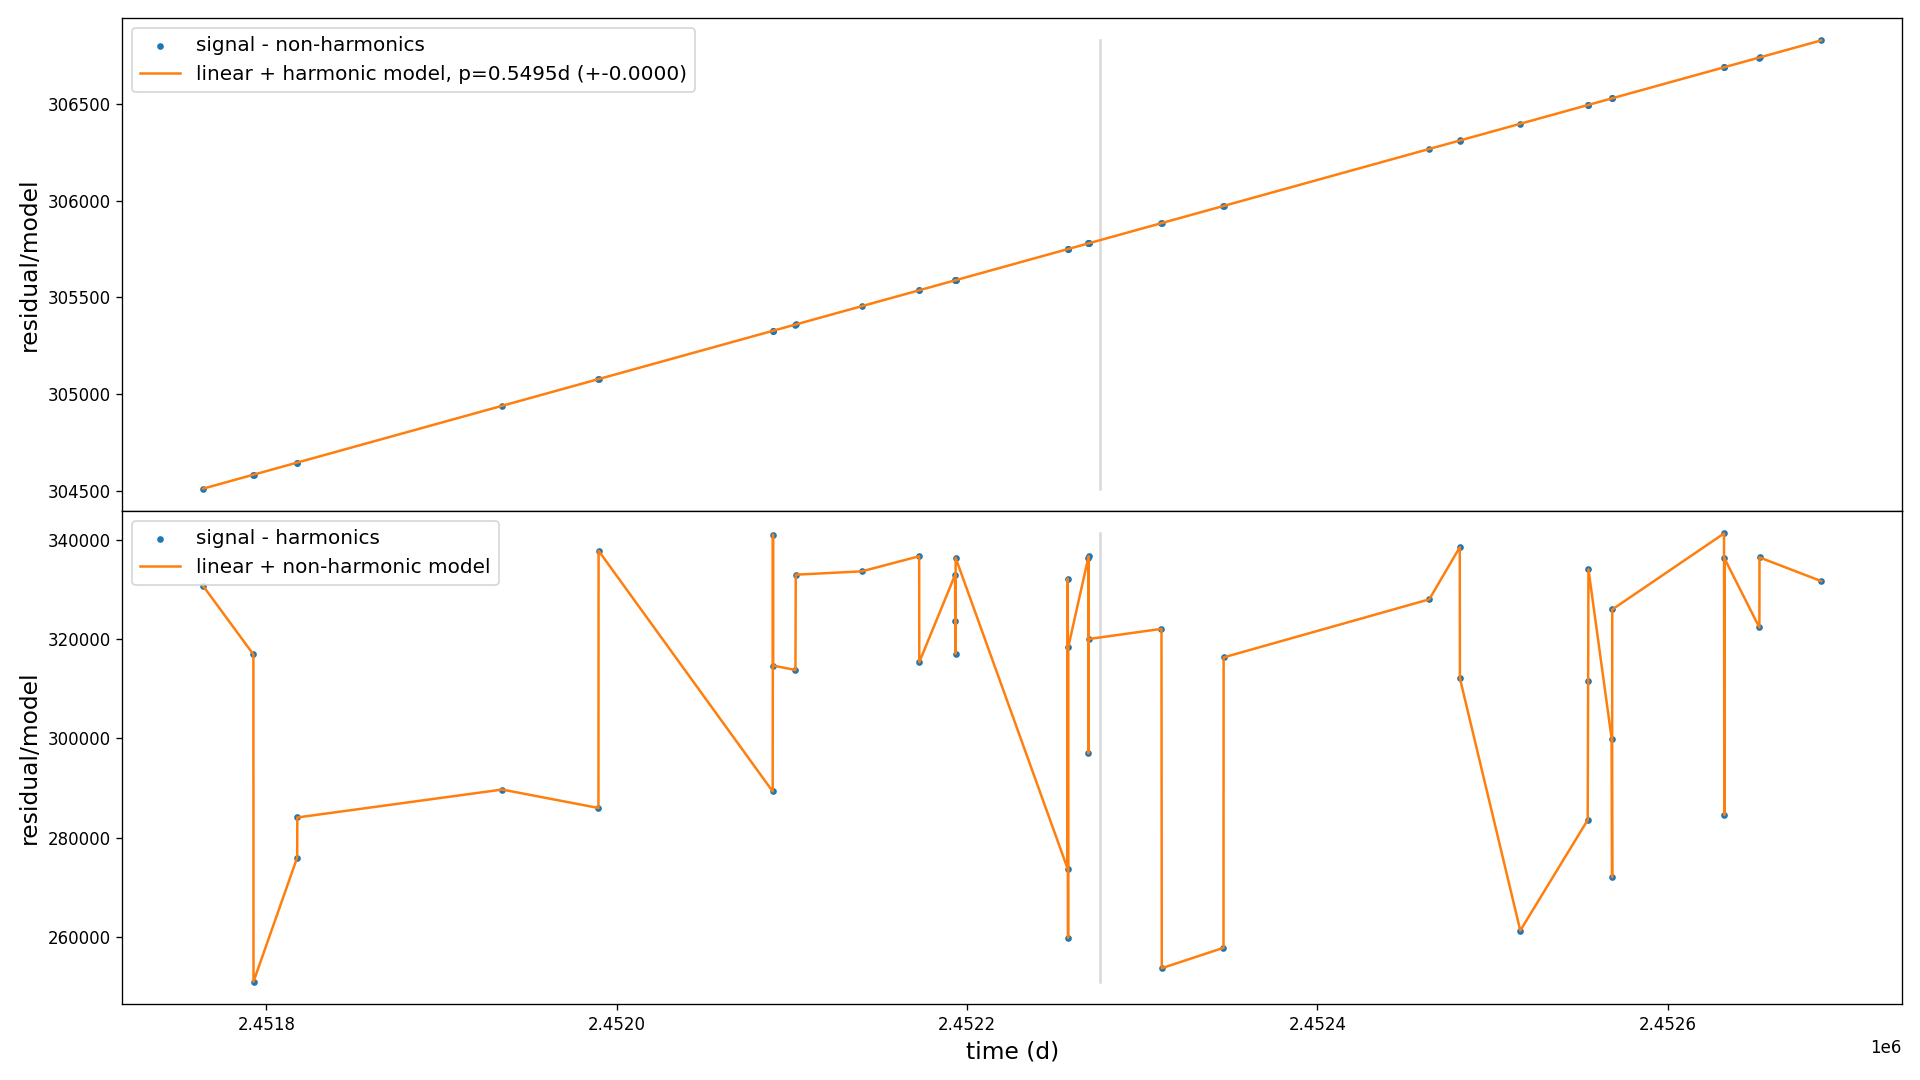 signal - non-harmonics
linear + harmonic model, p=0.5495d (+-0.0000)
residual/model
306500
306000
305500
305000
304500
signal - harmonics
linear + non-harmonic model
residual/model
340000
320000
300000
280000
260000
2.4518 2.4520 2.4522 2.4524 2.4526
time (d)
1e6